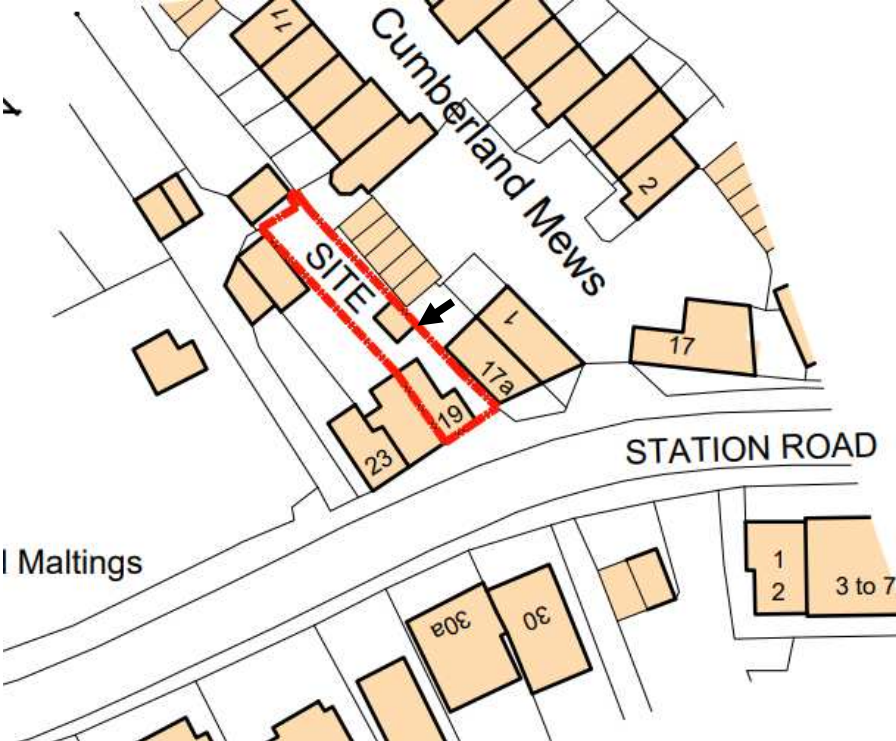 11
Cumberland Mews
2
SITE
1
17a
17
19
23
STATION ROAD
Maltings
1
2
3 to 7
30a
30